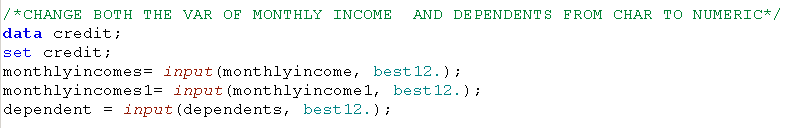 /*CHANGE BOTH THE VAR OF MONTHLY INCOME  AND DEPENDENTS FROM CHAR TO NUMERIC*/
data credit;
set credit;
monthlyincomes= input(monthlyincome, best12.);
monthlyincomes1= input(monthlyincome1, best12.);
dependent = input(dependents, best12.);